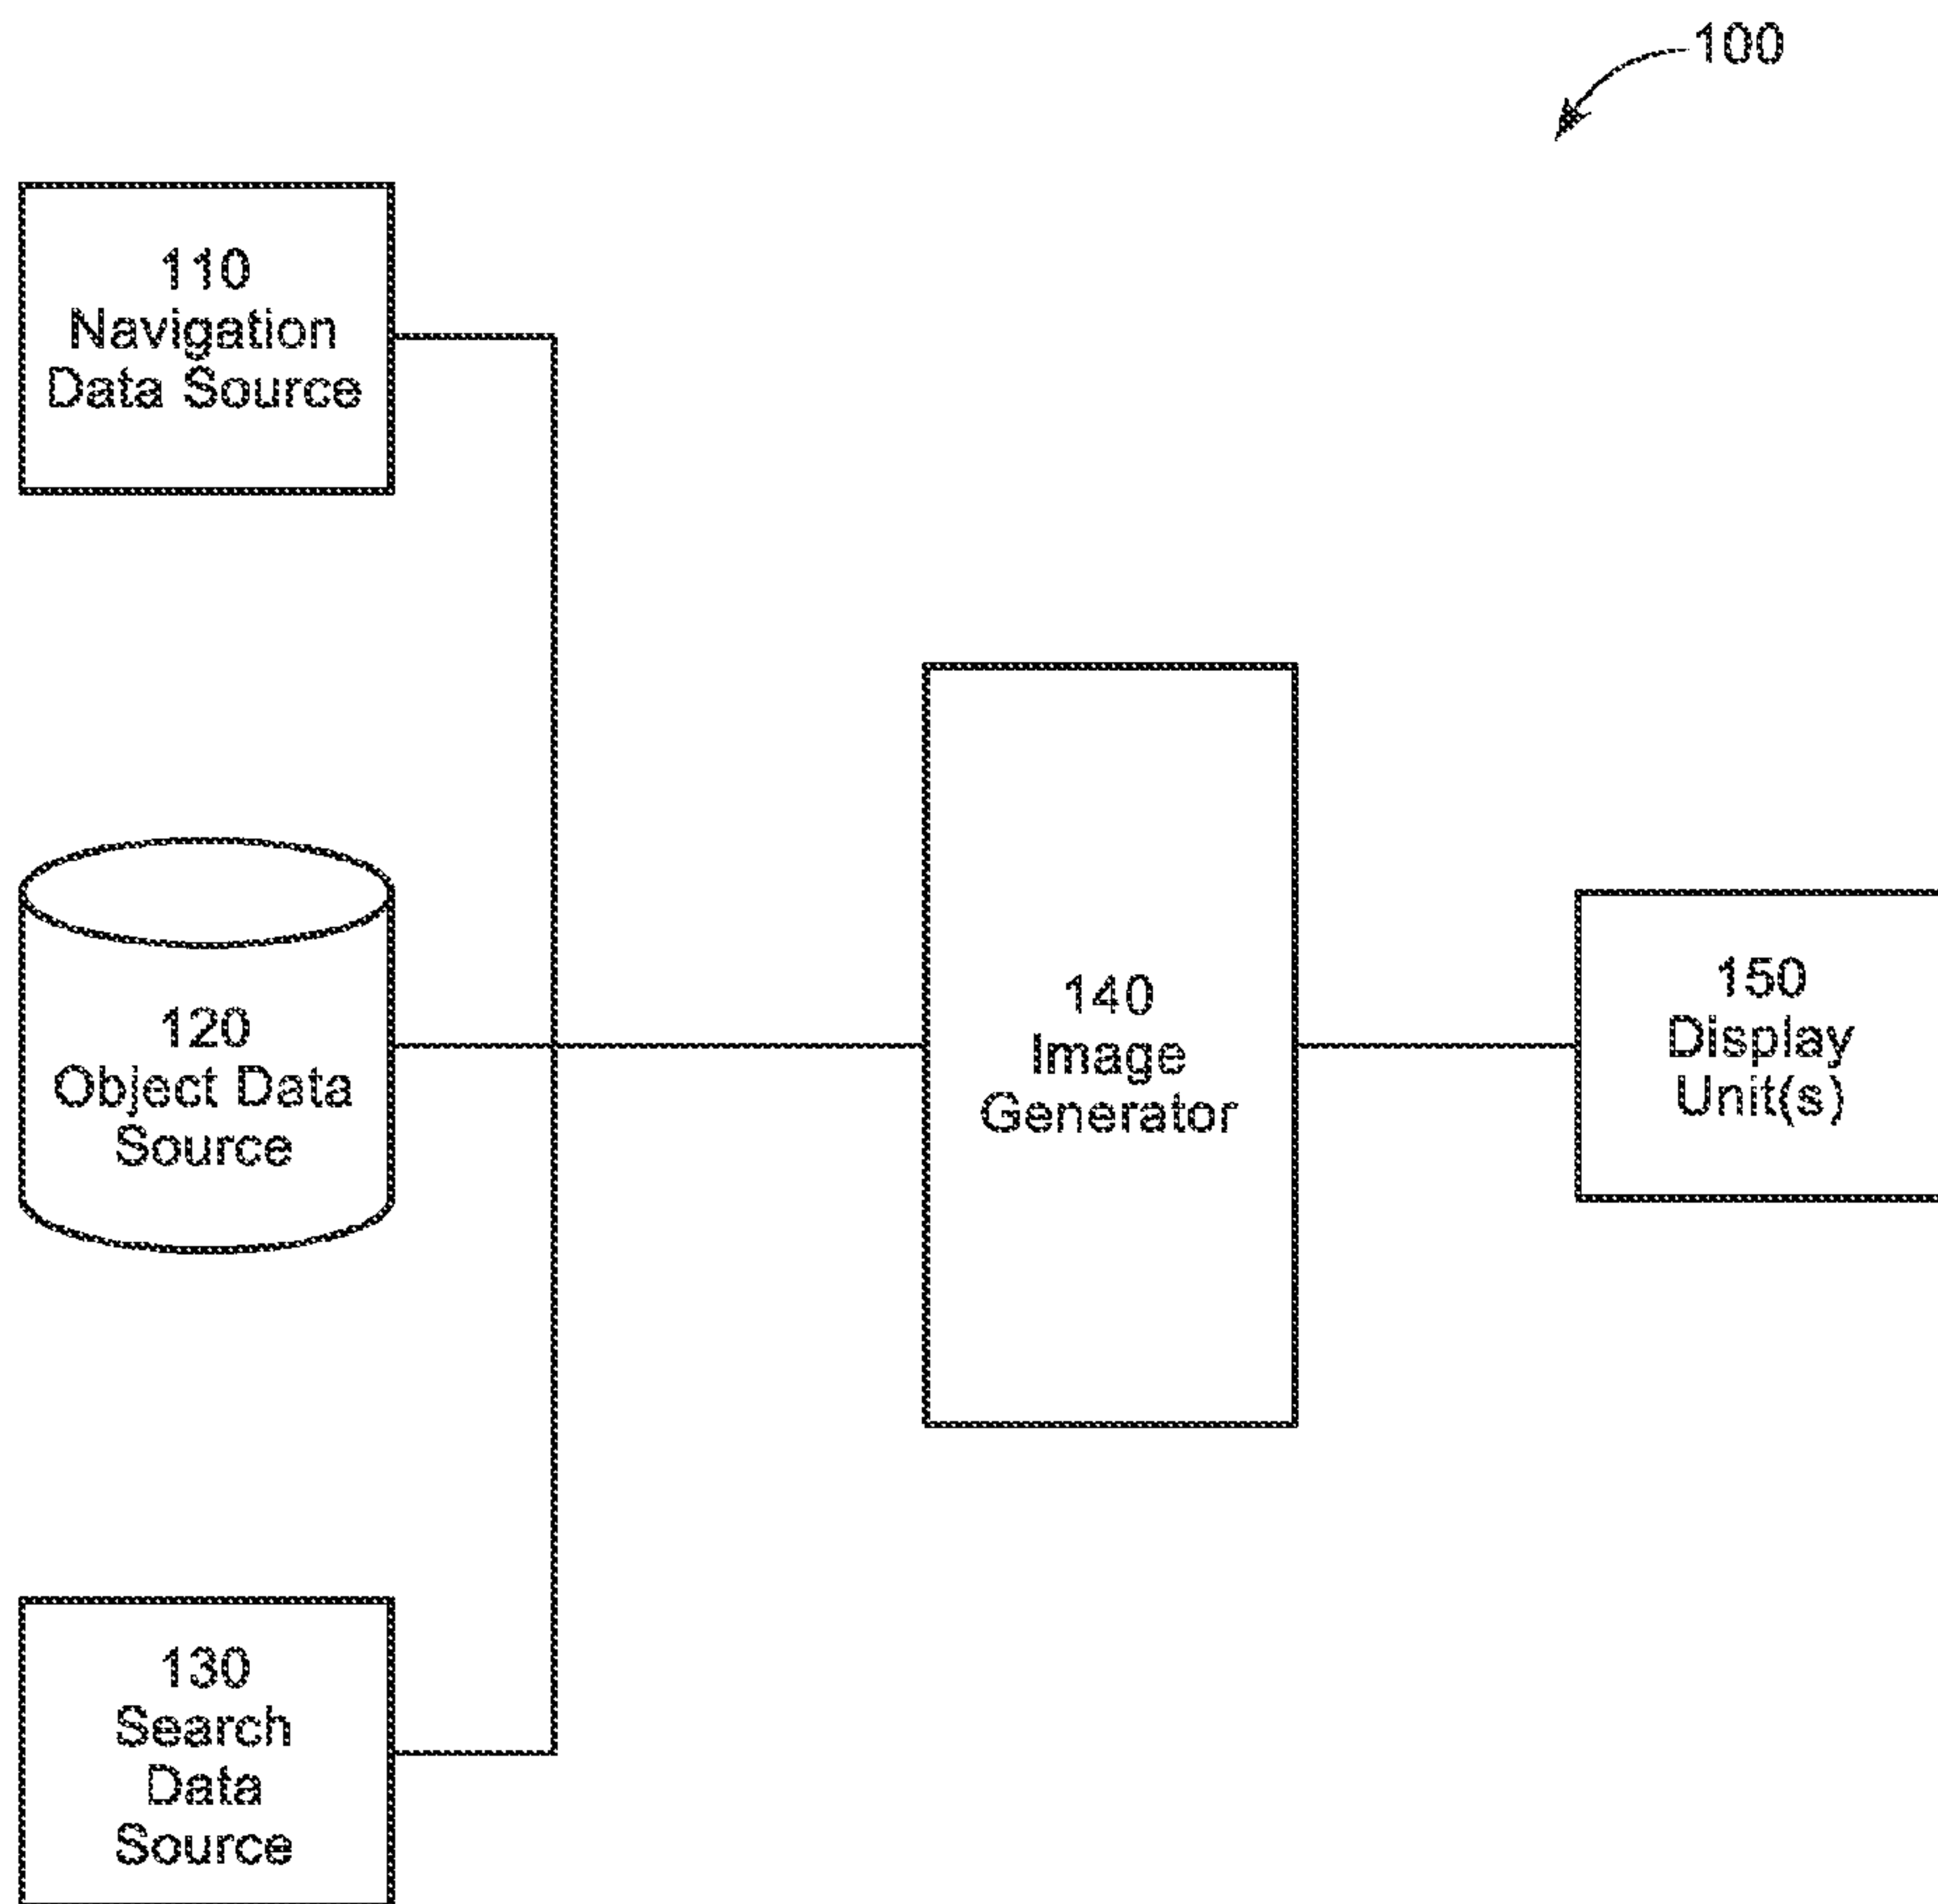 100
110
Navigation
Data Source
120
Object Data
Source
140
Image
Generator
150
Display
Unit(s)
130
Search
Data
Source